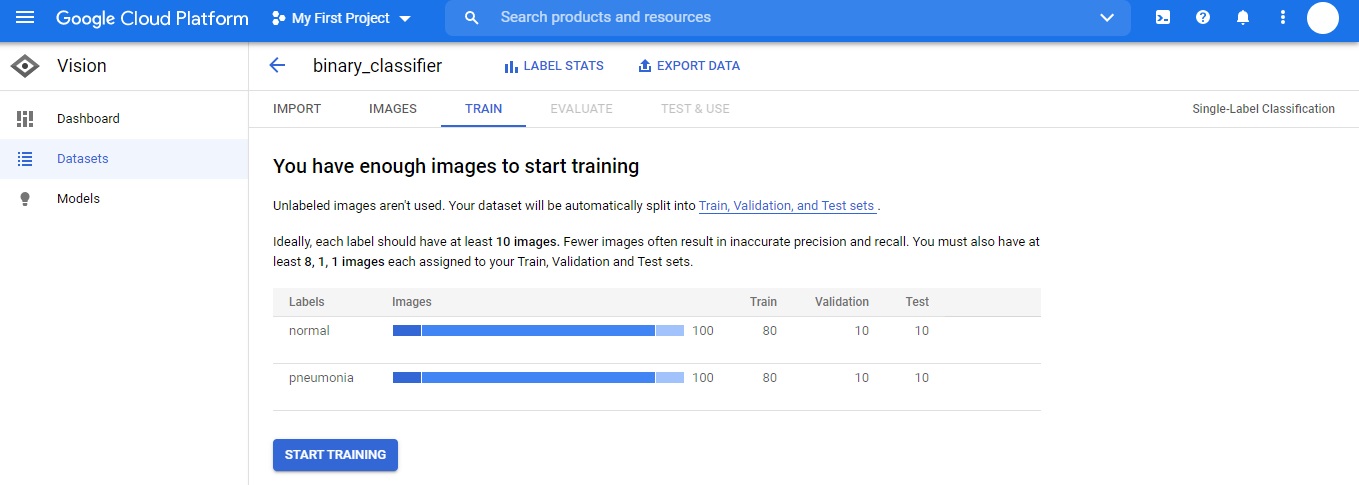 Google Cloud Platform
My First Project
Search products and resources
Vision
binary_classifier
LABEL STATS
EXPORT DATA
Dashboard
Datasets
Models
IMPORT
IMAGES
TRAIN
EVALUATE
TEST & USE
Single-Label Classification
You have enough images to start training
Unlabeled images aren't used. Your dataset will be automatically split into Train, Validation, and Test sets .
Ideally, each label should have at least 10 images. Fewer images often result in inaccurate precision and recall. You must also have at
least 8, 1, 1 images each assigned to your Train, Validation and Test sets.
Labels Images Train Validation Test
normal 100 80 10 10
pneumonia 100 80 10 10
START TRAINING